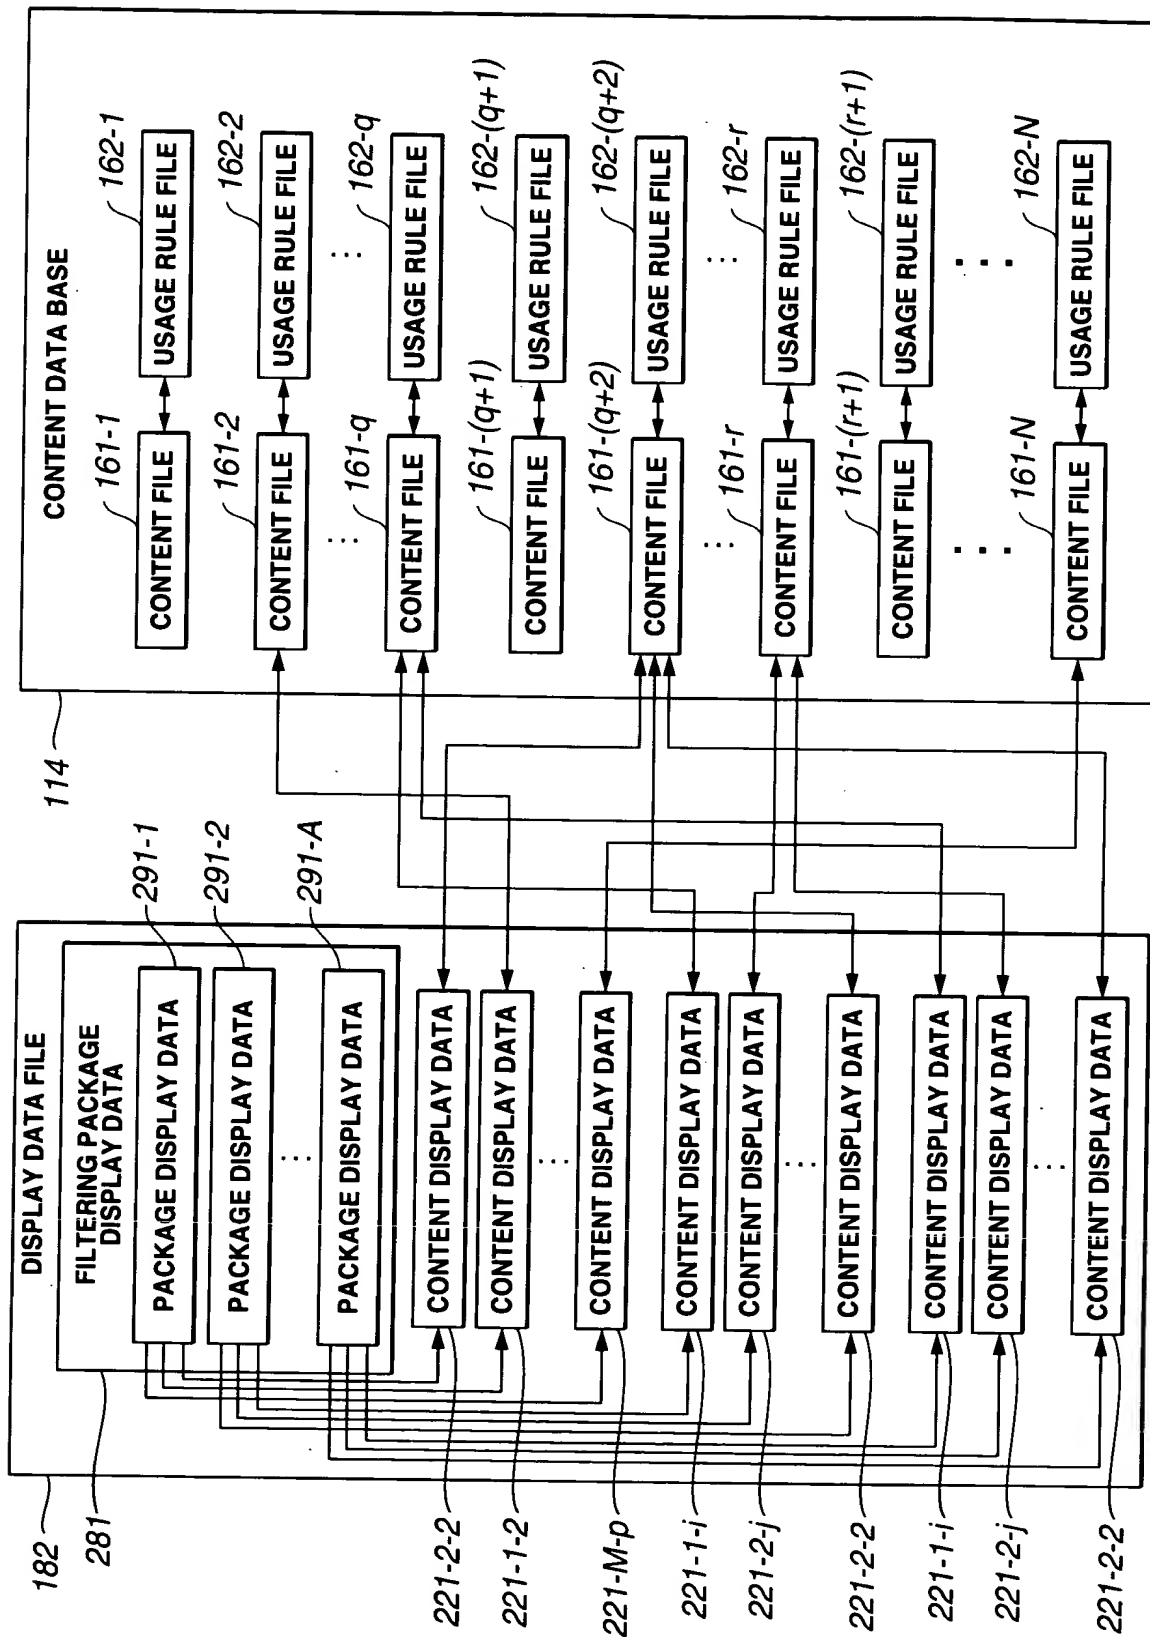 DISPLAY DATA FILE
FILTERING PACKAGE
DISPLAY DATA
PACKAGE DISPLAY DATA
291-1
PACKAGE DISPLAY DATA
291-2
⋮
PACKAGE DISPLAY DATA
291-A
182
281
CONTENT DISPLAY DATA
221-2-2
CONTENT DISPLAY DATA
221-1-2
⋮
CONTENT DISPLAY DATA
221-M-p
CONTENT DISPLAY DATA
221-1-i
CONTENT DISPLAY DATA
221-2-j
⋮
CONTENT DISPLAY DATA
221-2-2
CONTENT DISPLAY DATA
221-1-i
CONTENT DISPLAY DATA
221-2-j
⋮
CONTENT DISPLAY DATA
221-2-2
114
CONTENT DATA BASE
161-1
CONTENT FILE
162-1
USAGE RULE FILE
161-2
CONTENT FILE
162-2
USAGE RULE FILE
⋮
⋮
161-q
CONTENT FILE
162-q
USAGE RULE FILE
161-(q+1)
CONTENT FILE
162-(q+1)
USAGE RULE FILE
161-(q+2)
CONTENT FILE
162-(q+2)
USAGE RULE FILE
⋮
⋮
161-r
CONTENT FILE
162-r
USAGE RULE FILE
161-(r+1)
CONTENT FILE
162-(r+1)
USAGE RULE FILE
⋮
⋮
161-N
CONTENT FILE
162-N
USAGE RULE FILE